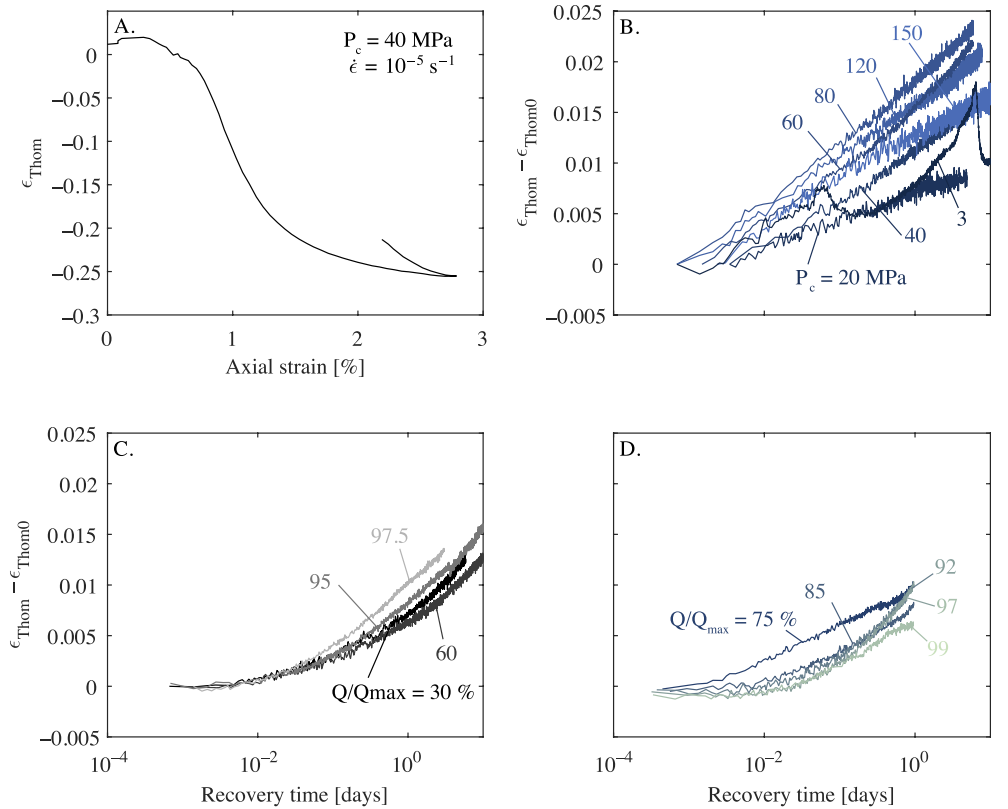 A.
P_c = 40 MPa
ε̇ = 10⁻⁵ s⁻¹
0
−0.05
−0.1
−0.15
−0.2
−0.25
−0.3
ϵ_Thom
0
1
2
3
Axial strain [%]
B.
0.025
0.02
0.015
0.01
0.005
0
−0.005
ϵ_Thom − ϵ_Thom0
150
120
80
60
3
40
P_c = 20 MPa
C.
0.025
0.02
0.015
0.01
0.005
0
−0.005
ϵ_Thom − ϵ_Thom0
97.5
95
60
Q/Qmax = 30 %
10⁻⁴
10⁻²
10⁰
Recovery time [days]
D.
92
85
97
Q/Q_max = 75 %
99
10⁻⁴
10⁻²
10⁰
Recovery time [days]